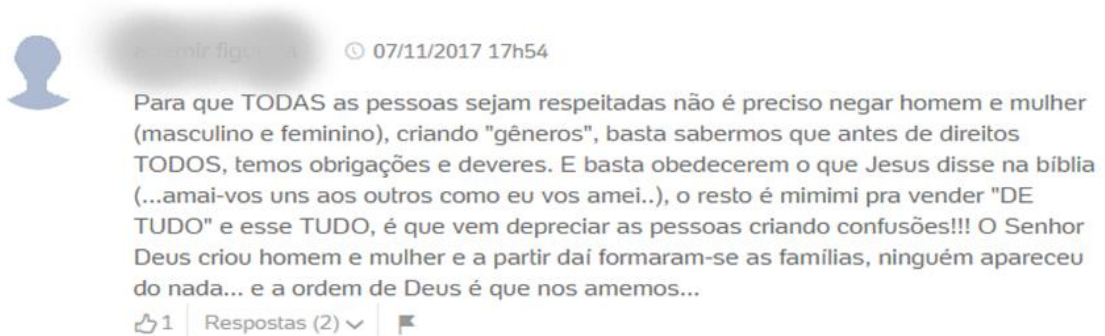 07/11/2017 17h54
Para que TODAS as pessoas sejam respeitadas não é preciso negar homem e mulher
(masculino e feminino), criando "gêneros", basta sabermos que antes de direitos
TODOS, temos obrigações e deveres. E basta obedecerem o que Jesus disse na bíblia
(...amai-vos uns aos outros como eu vos amei..), o resto é mimimi pra vender "DE
TUDO" e esse TUDO, é que vem depreciar as pessoas criando confusões!!! O Senhor
Deus criou homem e mulher e a partir daí formaram-se as famílias, ninguém apareceu
do nada... e a ordem de Deus é que nos amemos...
1 Respostas (2)